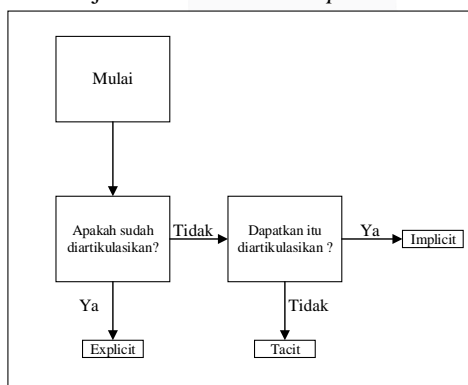 Mulai
Apakah sudah
diartikulasikan?
Tidak
Dapatkan itu
diartikulasikan ?
Ya
Implicit
Ya
Tidak
Explicit
Tacit